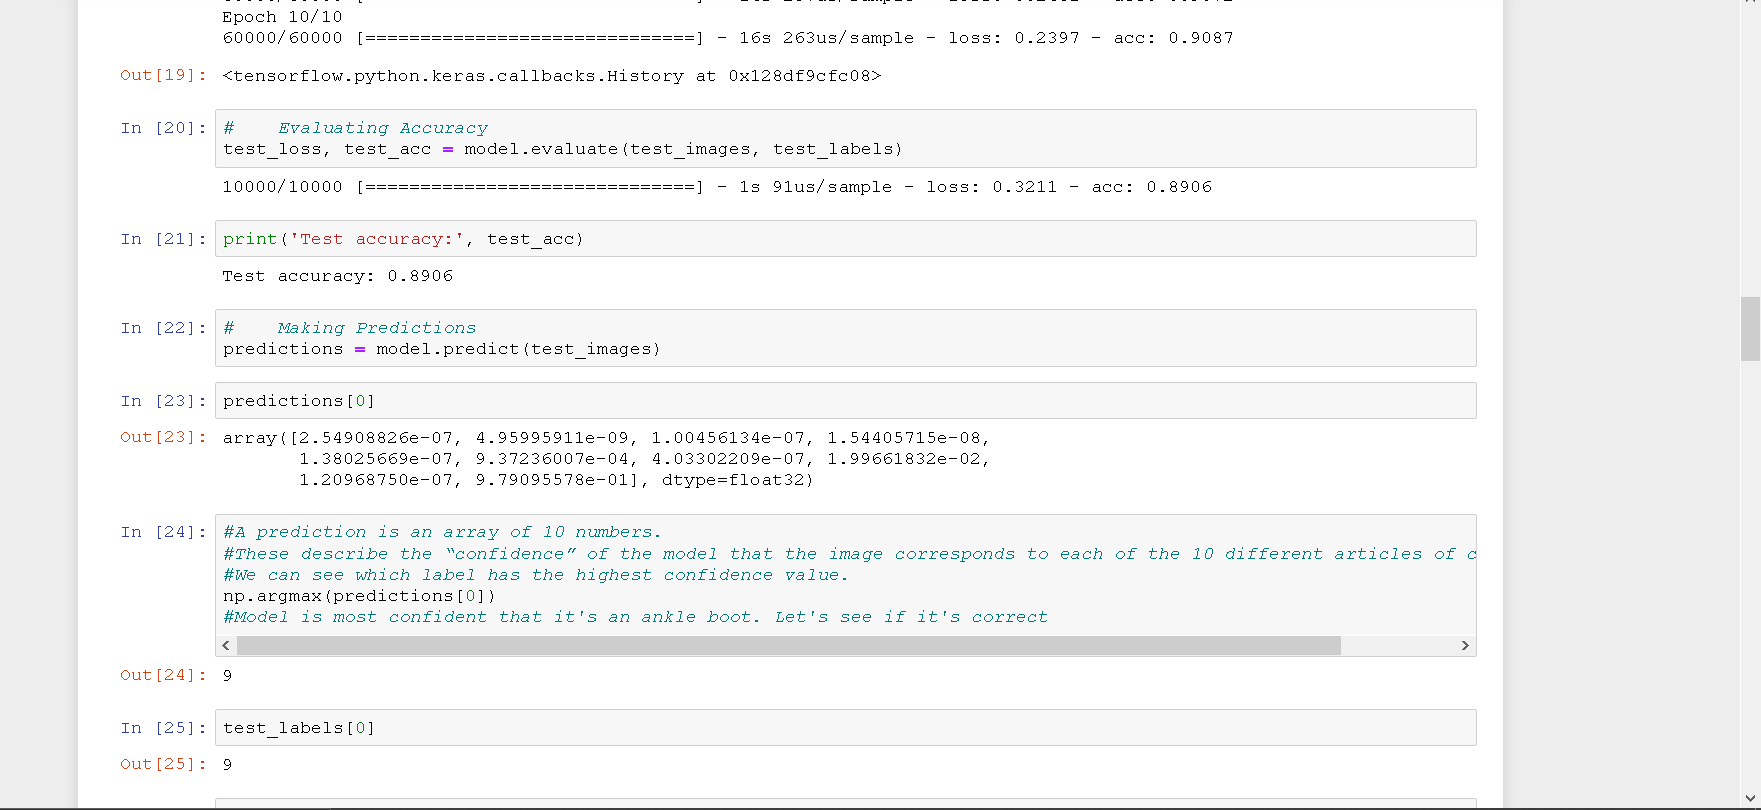 Epoch 10/10
60000/60000 [==============================] - 16s 263us/sample - loss: 0.2397 - acc: 0.9087
Out[19]: <tensorflow.python.keras.callbacks.History at 0x128df9cfc08>
In [20]: #    Evaluating Accuracy
test_loss, test_acc = model.evaluate(test_images, test_labels)
10000/10000 [==============================] - 1s 91us/sample - loss: 0.3211 - acc: 0.8906
In [21]: print('Test accuracy:', test_acc)
Test accuracy: 0.8906
In [22]: #    Making Predictions
predictions = model.predict(test_images)
In [23]: predictions[0]
Out[23]: array([2.54908826e-07, 4.95995911e-09, 1.00456134e-07, 1.54405715e-08,
1.38025669e-07, 9.37236007e-04, 4.03302209e-07, 1.99661832e-02,
1.20968750e-07, 9.79095578e-01], dtype=float32)
In [24]: #A prediction is an array of 10 numbers.
#These describe the “confidence” of the model that the image corresponds to each of the 10 different articles of c
#We can see which label has the highest confidence value.
np.argmax(predictions[0])
#Model is most confident that it's an ankle boot. Let's see if it's correct
Out[24]: 9
In [25]: test_labels[0]
Out[25]: 9